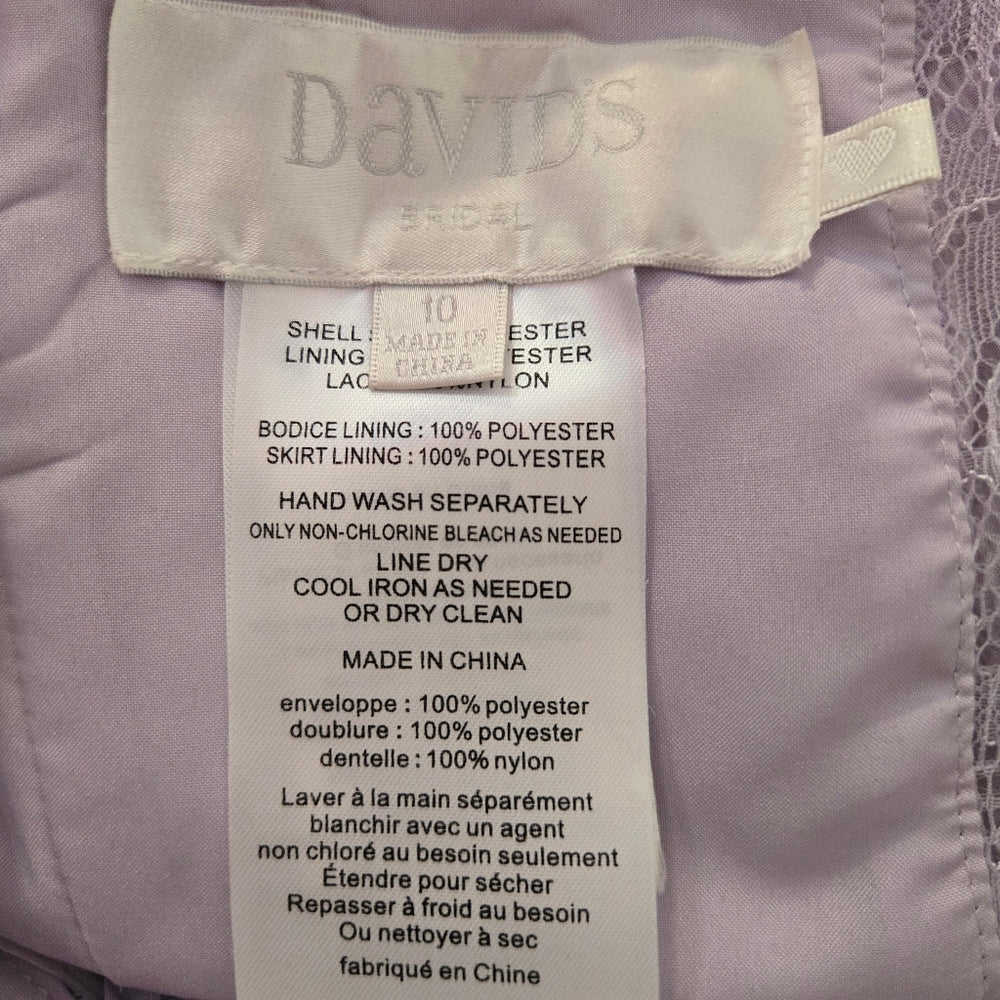 DaVID'S
BRIDAL
10
MADE IN
CHINA
SHELL : ESTER
LINING ESTER
LAC NYLON
BODICE LINING : 100% POLYESTER
SKIRT LINING : 100% POLYESTER
HAND WASH SEPARATELY
ONLY NON-CHLORINE BLEACH AS NEEDED
LINE DRY
COOL IRON AS NEEDED
OR DRY CLEAN
MADE IN CHINA
enveloppe : 100% polyester
doublure : 100% polyester
dentelle : 100% nylon
Laver à la main séparément
blanchir avec un agent
non chloré au besoin seulement
Étendre pour sécher
Repasser à froid au besoin
Ou nettoyer à sec
fabriqué en Chine